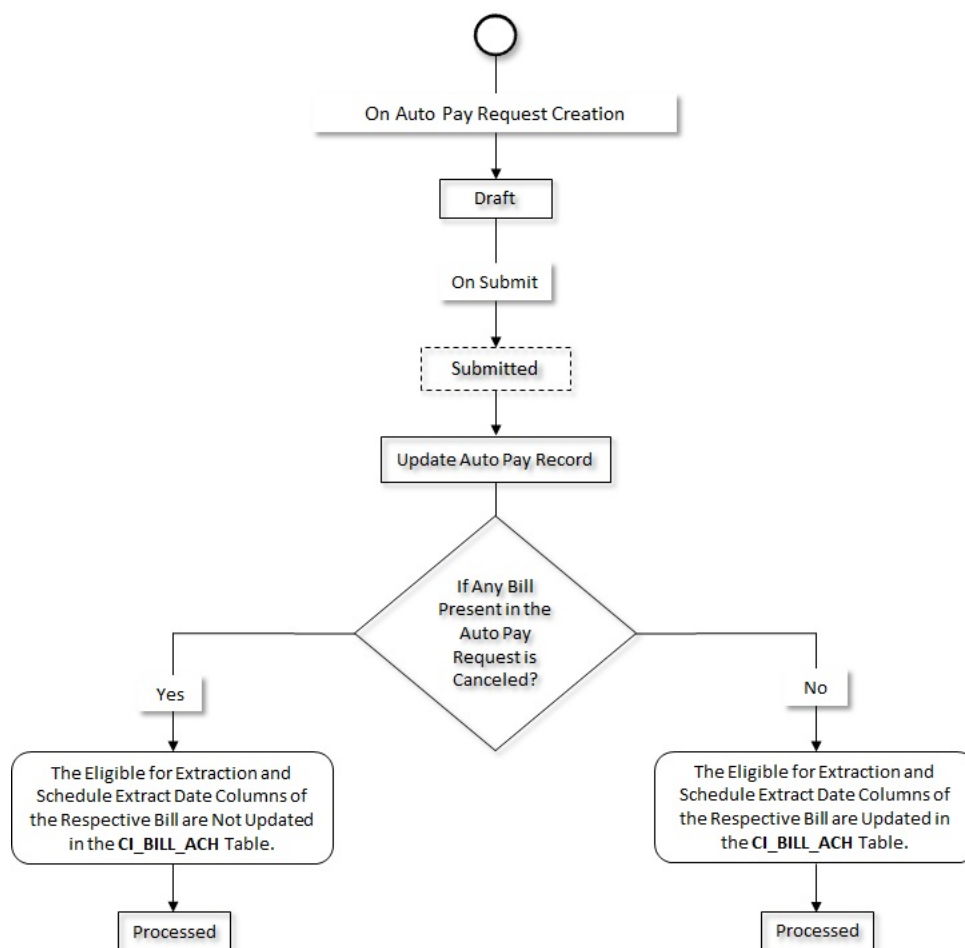 On Auto Pay Request Creation
Draft
On Submit
Submitted
Update Auto Pay Record
If Any Bill
Present in the
Auto Pay
Request is
Canceled?
Yes
No
The Eligible for Extraction and
Schedule Extract Date Columns of
the Respective Bill are Not Updated
in the CI_BILL_ACH Table.
The Eligible for Extraction and
Schedule Extract Date Columns of
the Respective Bill are Updated in
the CI_BILL_ACH Table.
Processed
Processed